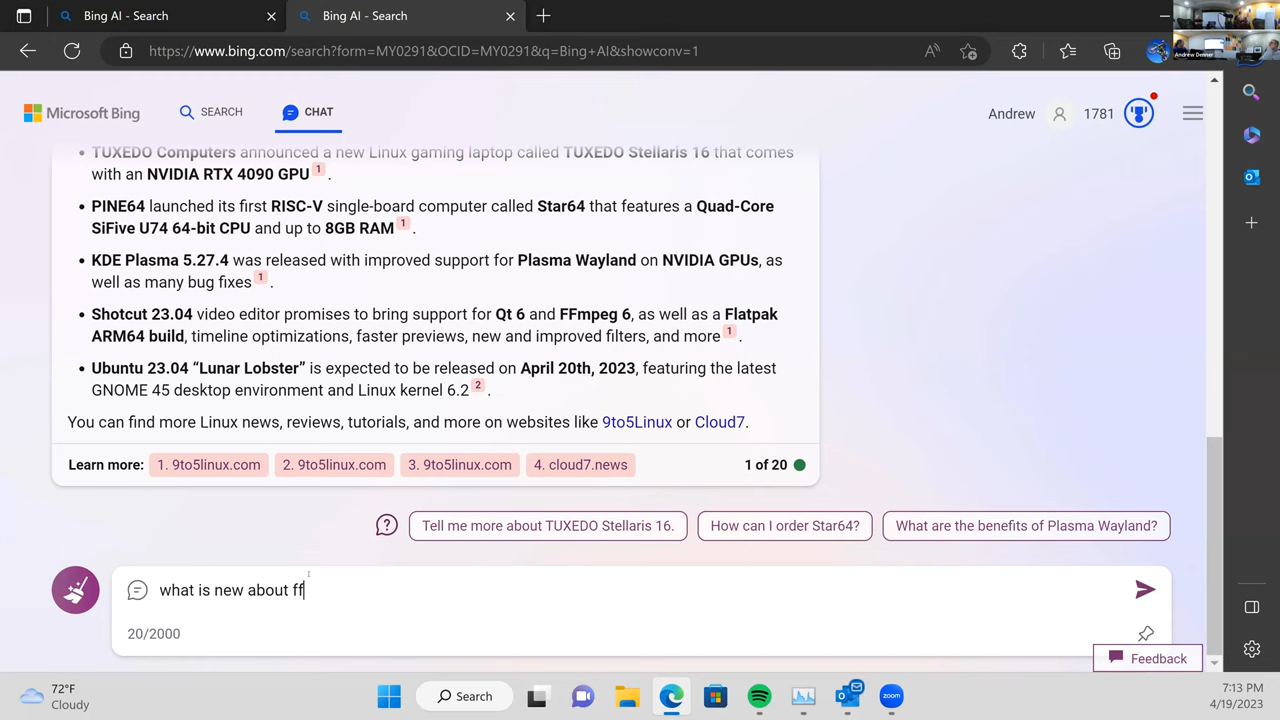 Bing AI - Search
Bing AI - Search
https://www.bing.com/search?form=MY0291&OCID=MY0291&q=Bing+AI&showconv=1
Andrew Denner
Microsoft Bing
SEARCH
CHAT
Andrew
1781
• TUXEDO Computers announced a new Linux gaming laptop called TUXEDO Stellaris 16 that comes
with an NVIDIA RTX 4090 GPU 1 .
• PINE64 launched its first RISC-V single-board computer called Star64 that features a Quad-Core
SiFive U74 64-bit CPU and up to 8GB RAM 1 .
• KDE Plasma 5.27.4 was released with improved support for Plasma Wayland on NVIDIA GPUs, as
well as many bug fixes 1 .
• Shotcut 23.04 video editor promises to bring support for Qt 6 and FFmpeg 6, as well as a Flatpak
ARM64 build, timeline optimizations, faster previews, new and improved filters, and more 1 .
• Ubuntu 23.04 “Lunar Lobster” is expected to be released on April 20th, 2023, featuring the latest
GNOME 45 desktop environment and Linux kernel 6.2 2 .
You can find more Linux news, reviews, tutorials, and more on websites like 9to5Linux or Cloud7.
Learn more: 1. 9to5linux.com 2. 9to5linux.com 3. 9to5linux.com 4. cloud7.news 1 of 20
Tell me more about TUXEDO Stellaris 16. How can I order Star64? What are the benefits of Plasma Wayland?
what is new about ff
20/2000
Feedback
72°F
Cloudy
Search
zoom
7:13 PM
4/19/2023